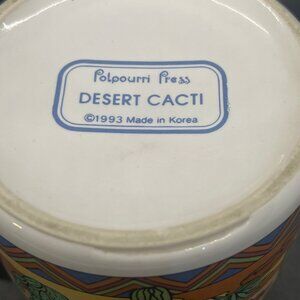 Potpourri Press
DESERT CACTI
©1993 Made in Korea